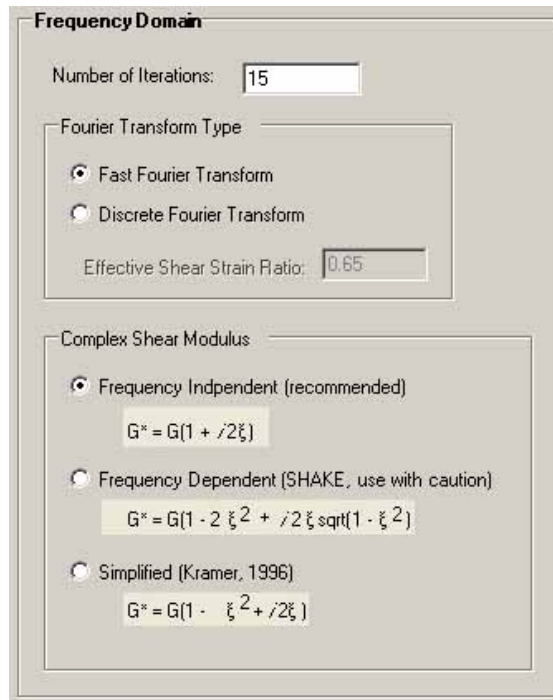 Frequency Domain
Number of Iterations: 15
Fourier Transform Type
Fast Fourier Transform
Discrete Fourier Transform
Effective Shear Strain Ratio: 0.65
Complex Shear Modulus
Frequency Indpendent (recommended)
G* = G(1 + i2ξ)
Frequency Dependent (SHAKE, use with caution)
G* = G(1 - 2 ξ² + i2 ξ sqrt(1 - ξ²)
Simplified (Kramer, 1996)
G* = G(1 - ξ² + i2ξ )